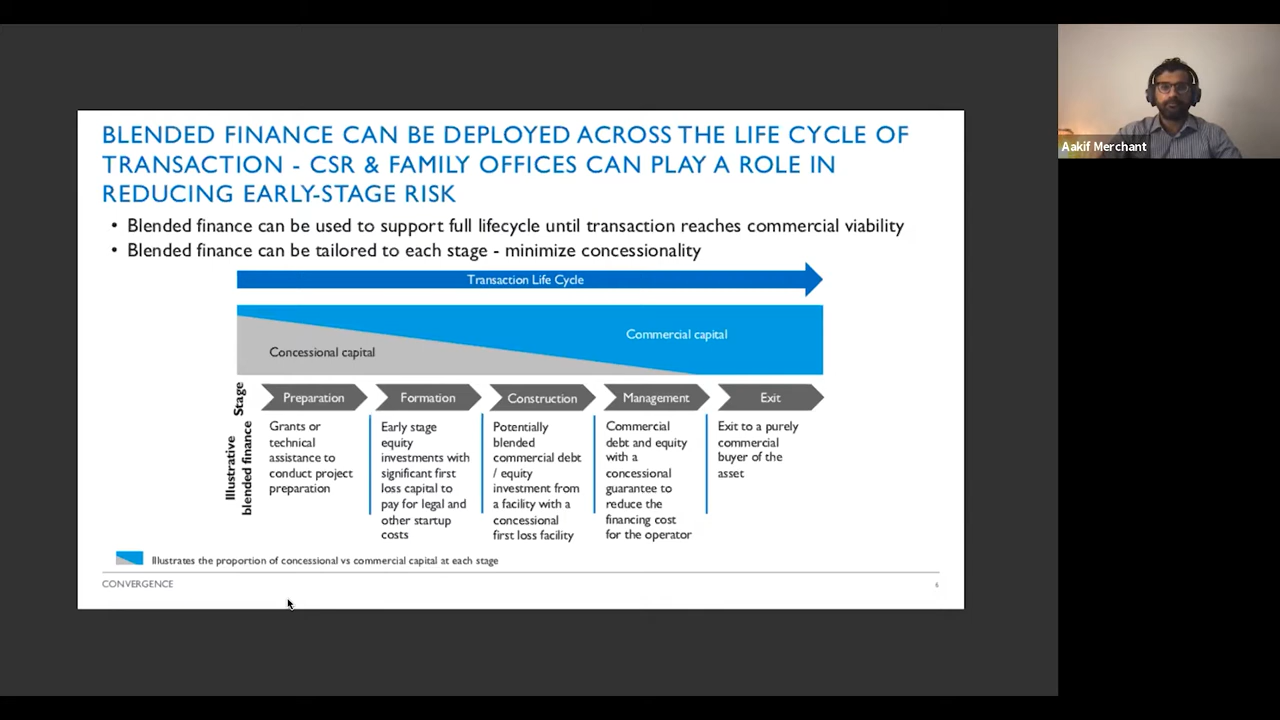 BLENDED FINANCE CAN BE DEPLOYED ACROSS THE LIFE CYCLE OF
TRANSACTION - CSR & FAMILY OFFICES CAN PLAY A ROLE IN
REDUCING EARLY-STAGE RISK
• Blended finance can be used to support full lifecycle until transaction reaches commercial viability
• Blended finance can be tailored to each stage - minimize concessionality
Transaction Life Cycle
Commercial capital
Concessional capital
Stage
Preparation
Formation
Construction
Management
Exit
Illustrative
blended finance
Grants or
technical
assistance to
conduct project
preparation
Early stage
equity
investments with
significant first
loss capital to
pay for legal and
other startup
costs
Potentially
blended
commercial debt
/ equity
investment from
a facility with a
concessional
first loss facility
Commercial
debt and equity
with a
concessional
guarantee to
reduce the
financing cost
for the operator
Exit to a purely
commercial
buyer of the
asset
Illustrates the proportion of concessional vs commercial capital at each stage
CONVERGENCE
6
Aakif Merchant